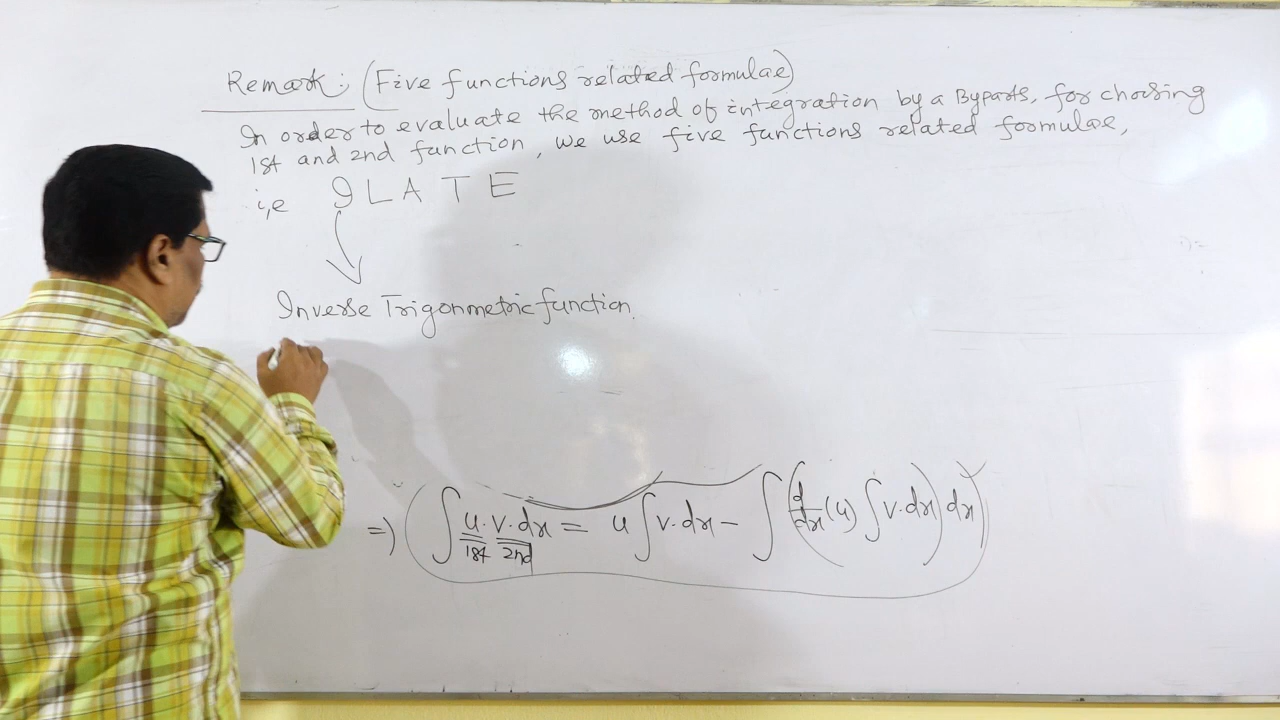 Remark: (Five functions related formulae)
In order to evaluate the method of integration by a Byparts, for choosing
1st and 2nd function, we use five functions related formulae,
i,e I L A T E
Inverse Trigonmetric function.
=> (∫ u. v. dx = u ∫ v. dx - ∫ (d/dx (u) ∫ v. dx) dx)
1st 2nd